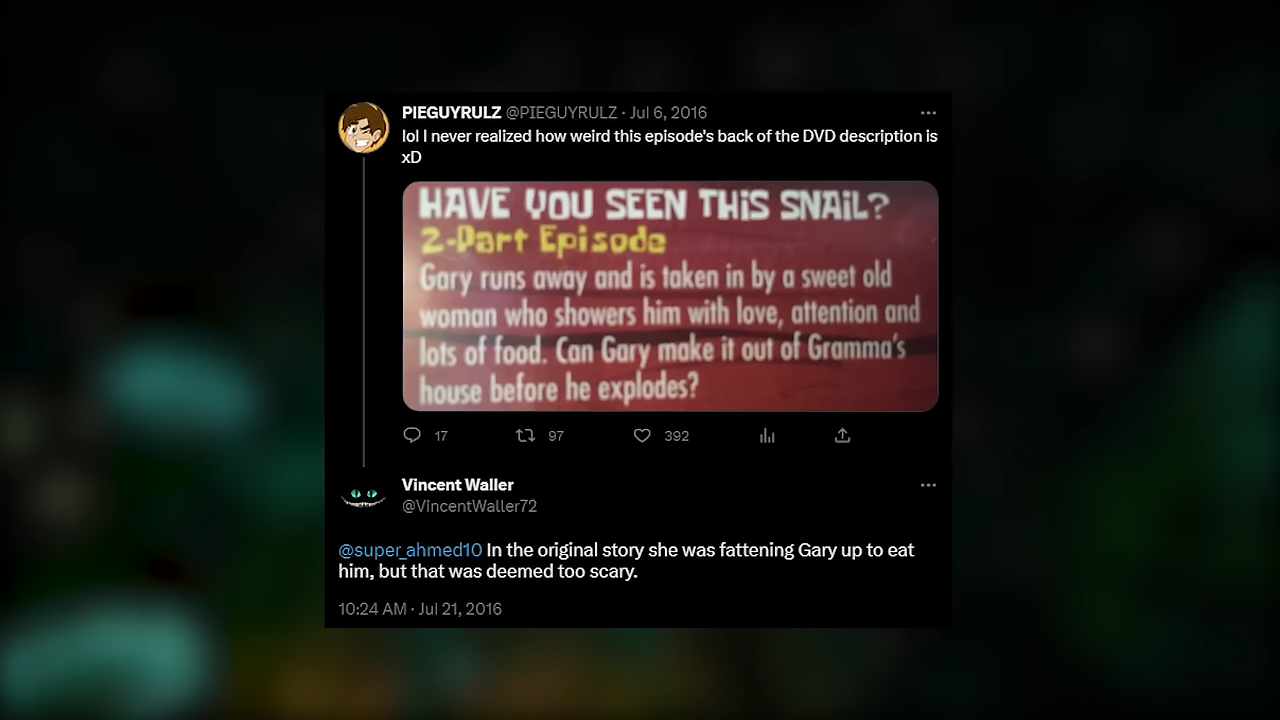 PIEGUYRULZ @PIEGUYRULZ · Jul 6, 2016
lol I never realized how weird this episode's back of the DVD description is
xD
HAVE YOU SEEN THIS SNAIL?
2-Part Episode
Gary runs away and is taken in by a sweet old
woman who showers him with love, attention and
lots of food. Can Gary make it out of Gramma's
house before he explodes?
17 97 392
Vincent Waller
@VincentWaller72
@super_ahmed10 In the original story she was fattening Gary up to eat
him, but that was deemed too scary.
10:24 AM · Jul 21, 2016